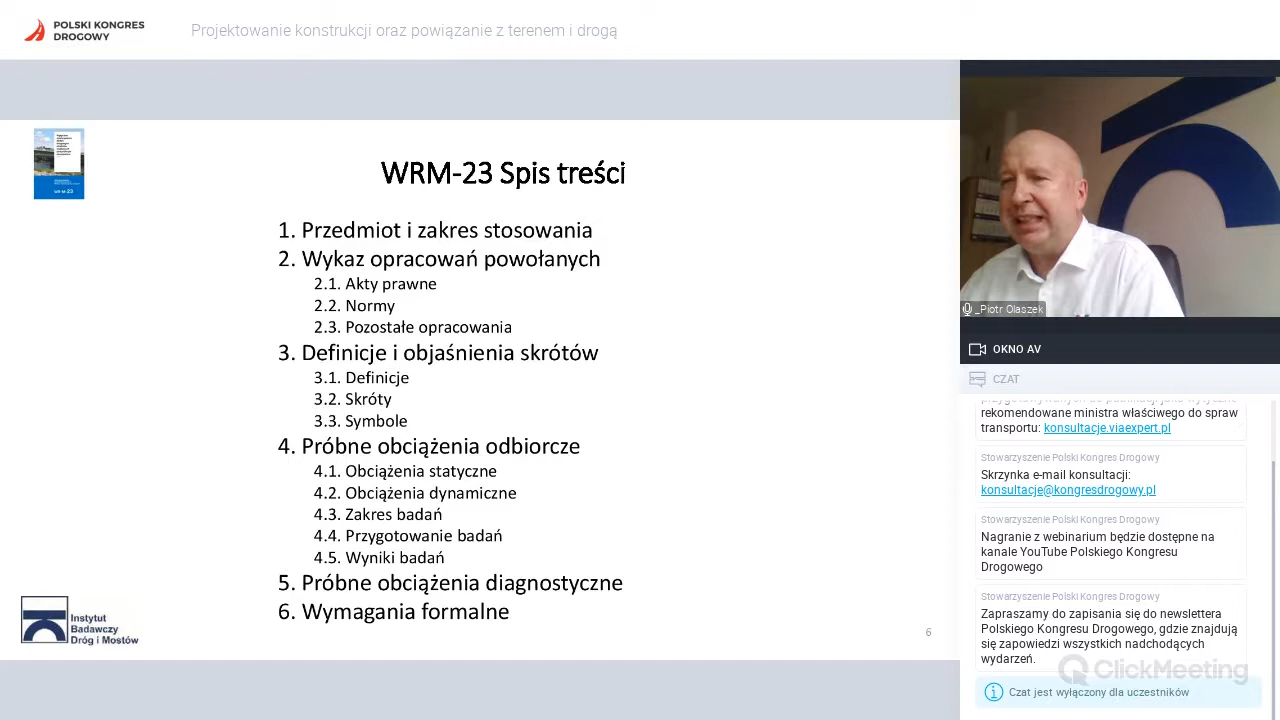 POLSKI KONGRES
DROGOWY
Projektowanie konstrukcji oraz powiązanie z terenem i drogą
WR-M-23
WRM-23 Spis treści
1. Przedmiot i zakres stosowania
2. Wykaz opracowań powołanych
2.1. Akty prawne
2.2. Normy
2.3. Pozostałe opracowania
3. Definicje i objaśnienia skrótów
3.1. Definicje
3.2. Skróty
3.3. Symbole
4. Próbne obciążenia odbiorcze
4.1. Obciążenia statyczne
4.2. Obciążenia dynamiczne
4.3. Zakres badań
4.4. Przygotowanie badań
4.5. Wyniki badań
5. Próbne obciążenia diagnostyczne
6. Wymagania formalne
Instytut
Badawczy
Dróg i Mostów
6
_Piotr Olaszek
OKNO AV
CZAT
rekomendowane ministra właściwego do spraw
transportu: konsultacje.viaexpert.pl
Stowarzyszenie Polski Kongres Drogowy
Skrzynka e-mail konsultacji:
konsultacje@kongresdrogowy.pl
Stowarzyszenie Polski Kongres Drogowy
Nagranie z webinarium będzie dostępne na
kanale YouTube Polskiego Kongresu
Drogowego
Stowarzyszenie Polski Kongres Drogowy
Zapraszamy do zapisania się do newslettera
Polskiego Kongresu Drogowego, gdzie znajdują
się zapowiedzi wszystkich nadchodzących
wydarzeń.
ClickMeeting
Czat jest wyłączony dla uczestników